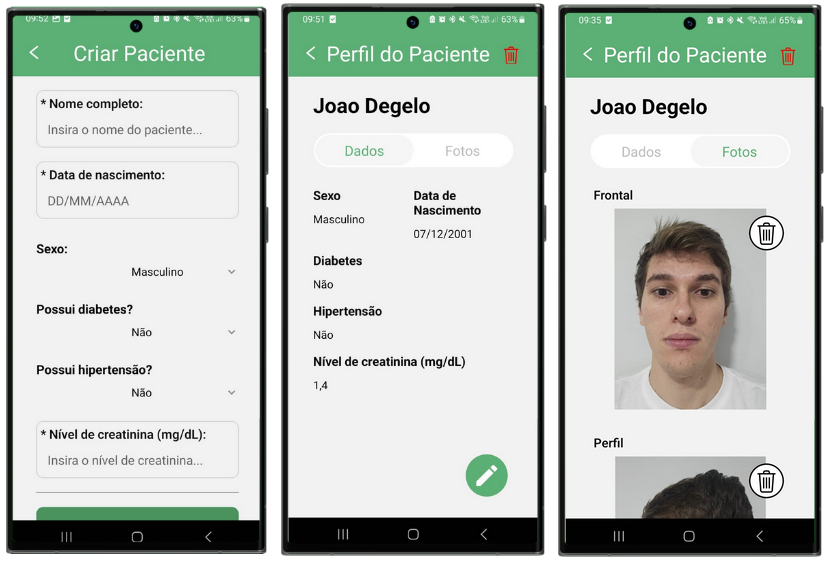 09:52
63%
Criar Paciente
* Nome completo:
Insira o nome do paciente...
* Data de nascimento:
DD/MM/AAAA
Sexo:
Masculino
Possui diabetes?
Não
Possui hipertensão?
Não
* Nível de creatinina (mg/dL):
Insira o nível de creatinina...
09:51
63%
Perfil do Paciente
Joao Degelo
Dados
Fotos
Sexo
Masculino
Data de
Nascimento
07/12/2001
Diabetes
Não
Hipertensão
Não
Nível de creatinina (mg/dL)
1,4
09:35
65%
Perfil do Paciente
Joao Degelo
Dados
Fotos
Frontal
Perfil